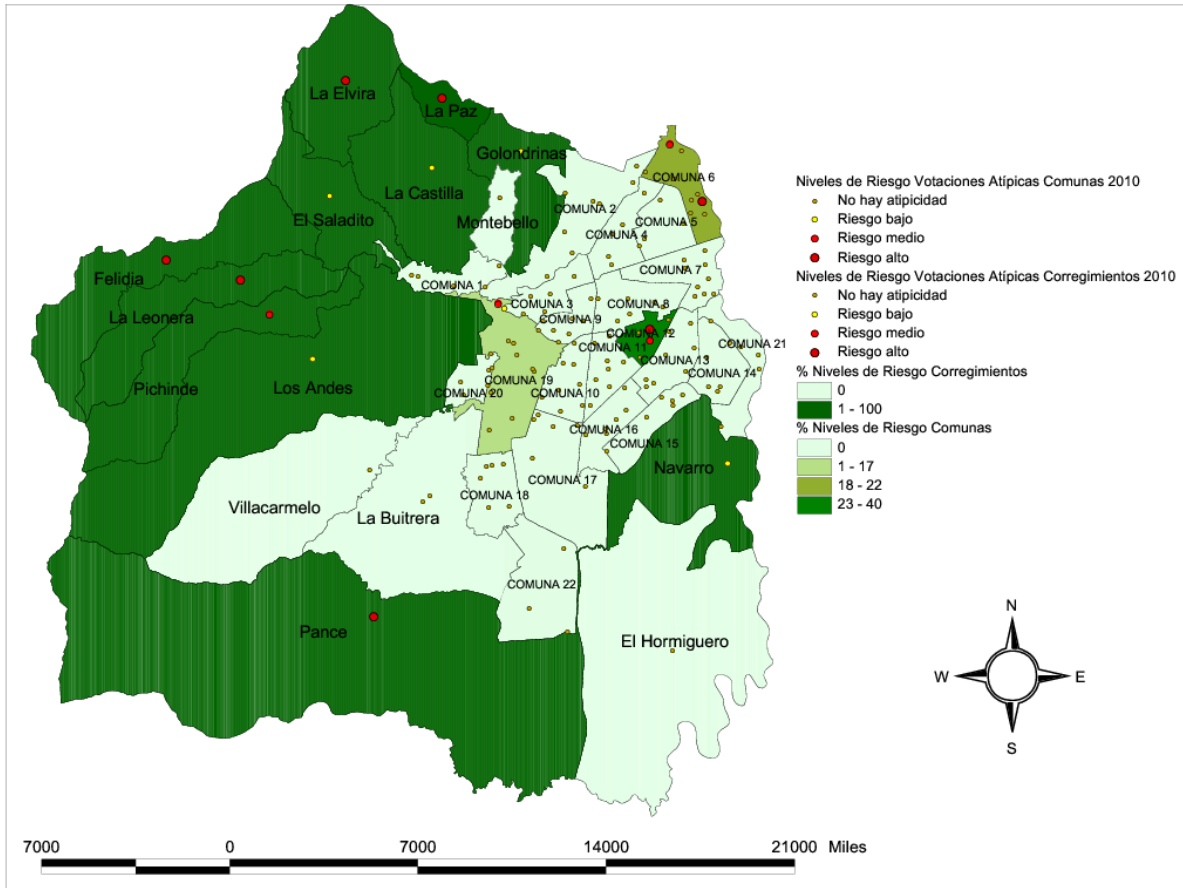 La Elvira
La Paz
Golondrinas
COMUNA 6
La Castilla
COMUNA 2
El Saladito
Montebello
COMUNA 5
COMUNA 4
Felidia
COMUNA 7
COMUNA 1
La Leonera
COMUNA 3
COMUNA 8
COMUNA 9
COMUNA 12
COMUNA 11
COMUNA 21
COMUNA 13
Pichinde
Los Andes
COMUNA 19
COMUNA 14
COMUNA 20
COMUNA 10
COMUNA 16
COMUNA 15
Navarro
COMUNA 17
Villacarmelo
La Buitrera
COMUNA 18
COMUNA 22
Pance
El Hormiguero
Niveles de Riesgo Votaciones Atípicas Comunas 2010
No hay atipicidad
Riesgo bajo
Riesgo medio
Riesgo alto
Niveles de Riesgo Votaciones Atípicas Corregimientos 2010
No hay atipicidad
Riesgo bajo
Riesgo medio
Riesgo alto
% Niveles de Riesgo Corregimientos
0
1 - 100
% Niveles de Riesgo Comunas
0
1 - 17
18 - 22
23 - 40
N
W E
S
7000 0 7000 14000 21000 Miles